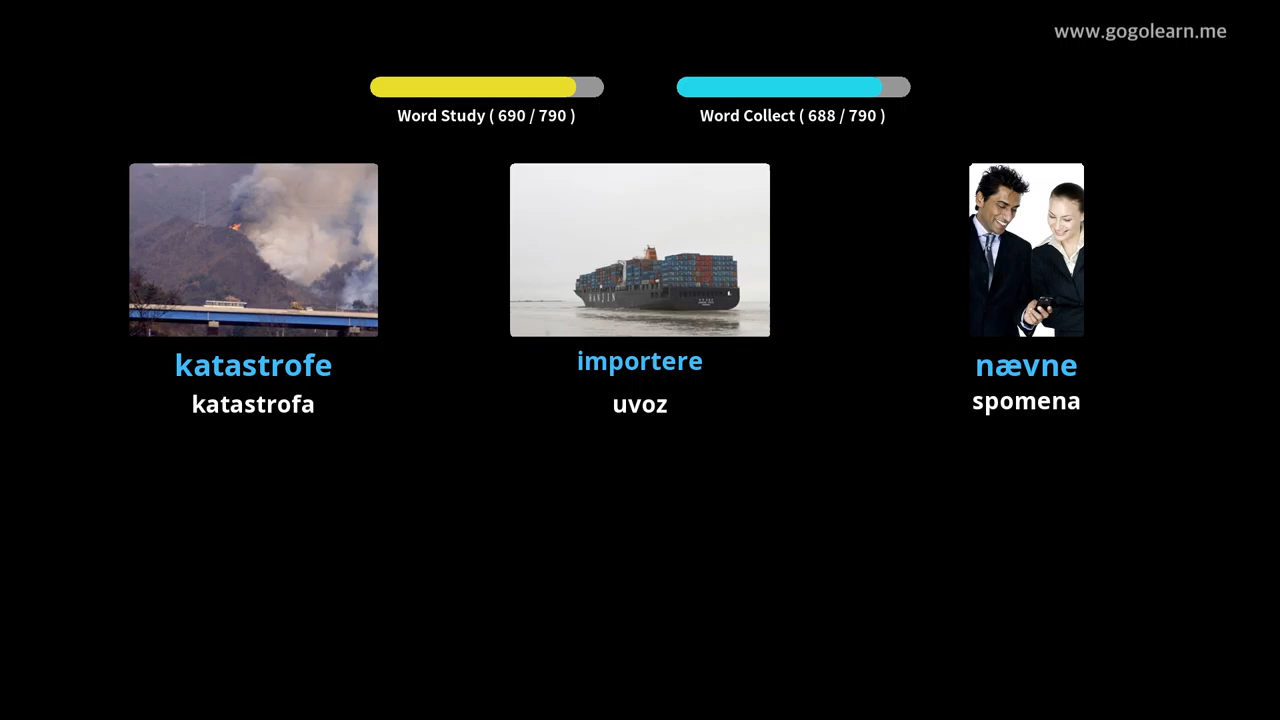 www.gogolearn.me
Word Study ( 690 / 790 )
Word Collect ( 688 / 790 )
katastrofe
katastrofa
importere
uvoz
nævne
spomena